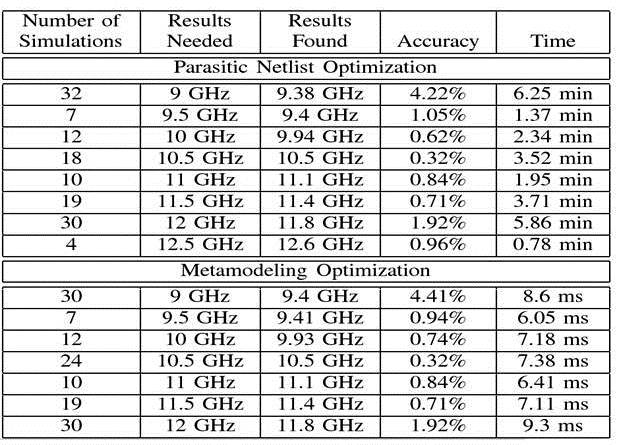 Number of Simulations | Results Needed | Results Found | Accuracy | Time
Parasitic Netlist Optimization
32 | 9 GHz | 9.38 GHz | 4.22% | 6.25 min
7 | 9.5 GHz | 9.4 GHz | 1.05% | 1.37 min
12 | 10 GHz | 9.94 GHz | 0.62% | 2.34 min
18 | 10.5 GHz | 10.5 GHz | 0.32% | 3.52 min
10 | 11 GHz | 11.1 GHz | 0.84% | 1.95 min
19 | 11.5 GHz | 11.4 GHz | 0.71% | 3.71 min
30 | 12 GHz | 11.8 GHz | 1.92% | 5.86 min
4 | 12.5 GHz | 12.6 GHz | 0.96% | 0.78 min
Metamodeling Optimization
30 | 9 GHz | 9.4 GHz | 4.41% | 8.6 ms
7 | 9.5 GHz | 9.41 GHz | 0.94% | 6.05 ms
12 | 10 GHz | 9.93 GHz | 0.74% | 7.18 ms
24 | 10.5 GHz | 10.5 GHz | 0.32% | 7.38 ms
10 | 11 GHz | 11.1 GHz | 0.84% | 6.41 ms
19 | 11.5 GHz | 11.4 GHz | 0.71% | 7.11 ms
30 | 12 GHz | 11.8 GHz | 1.92% | 9.3 ms